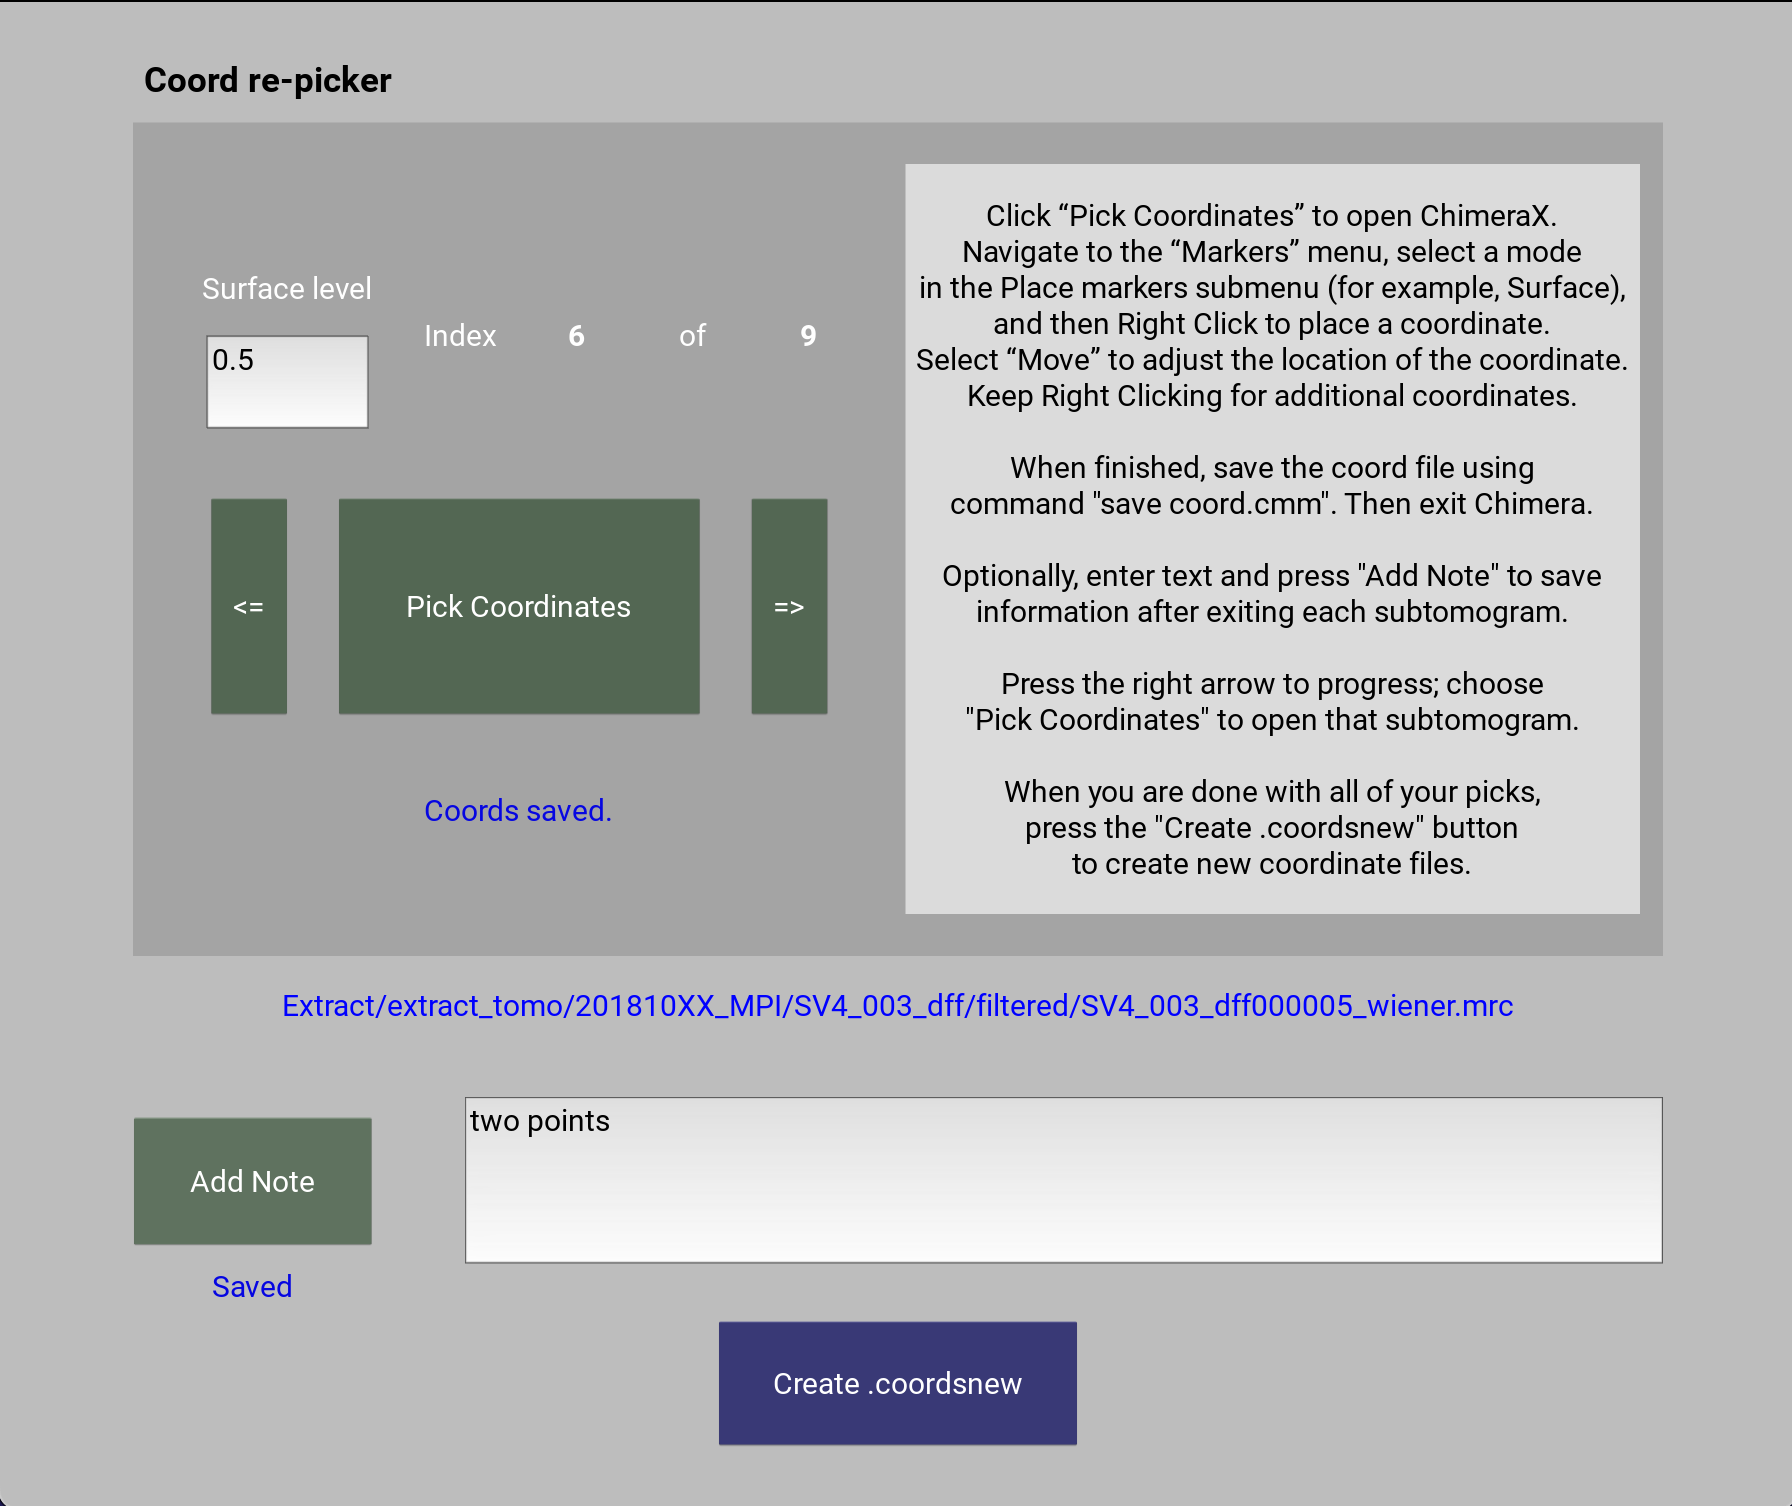 Coord re-picker
Surface level
0.5
Index 6 of 9
<=
Pick Coordinates
=>
Coords saved.
Click “Pick Coordinates” to open ChimeraX.
Navigate to the “Markers” menu, select a mode
in the Place markers submenu (for example, Surface),
and then Right Click to place a coordinate.
Select “Move” to adjust the location of the coordinate.
Keep Right Clicking for additional coordinates.
When finished, save the coord file using
command "save coord.cmm". Then exit Chimera.
Optionally, enter text and press "Add Note" to save
information after exiting each subtomogram.
Press the right arrow to progress; choose
"Pick Coordinates" to open that subtomogram.
When you are done with all of your picks,
press the "Create .coordsnew" button
to create new coordinate files.
Extract/extract_tomo/201810XX_MPI/SV4_003_dff/filtered/SV4_003_dff000005_wiener.mrc
Add Note
two points
Saved
Create .coordsnew